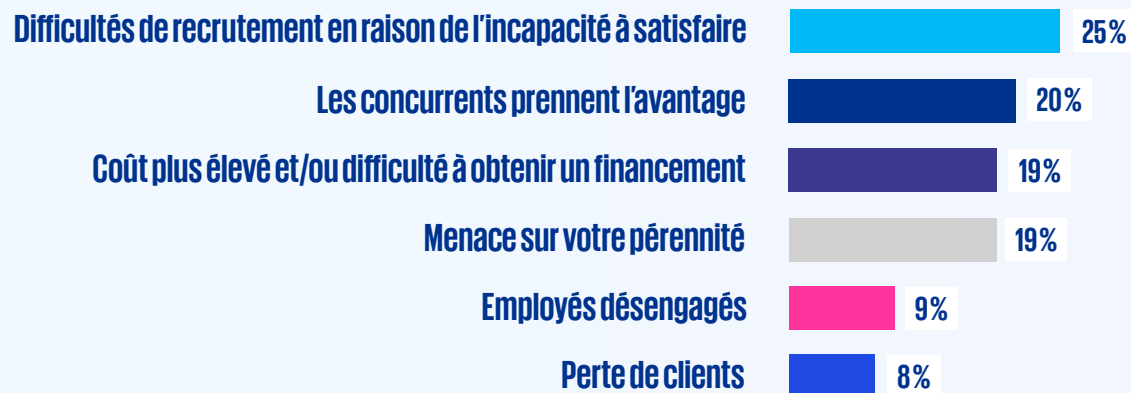 Difficultés de recrutement en raison de l'incapacité à satisfaire 25 %
Les concurrents prennent l'avantage 20 %
Coût plus élevé et/ou difficulté à obtenir un financement 19 %
Menace sur votre pérennité 19 %
Employés désengagés 9 %
Perte de clients 8 %